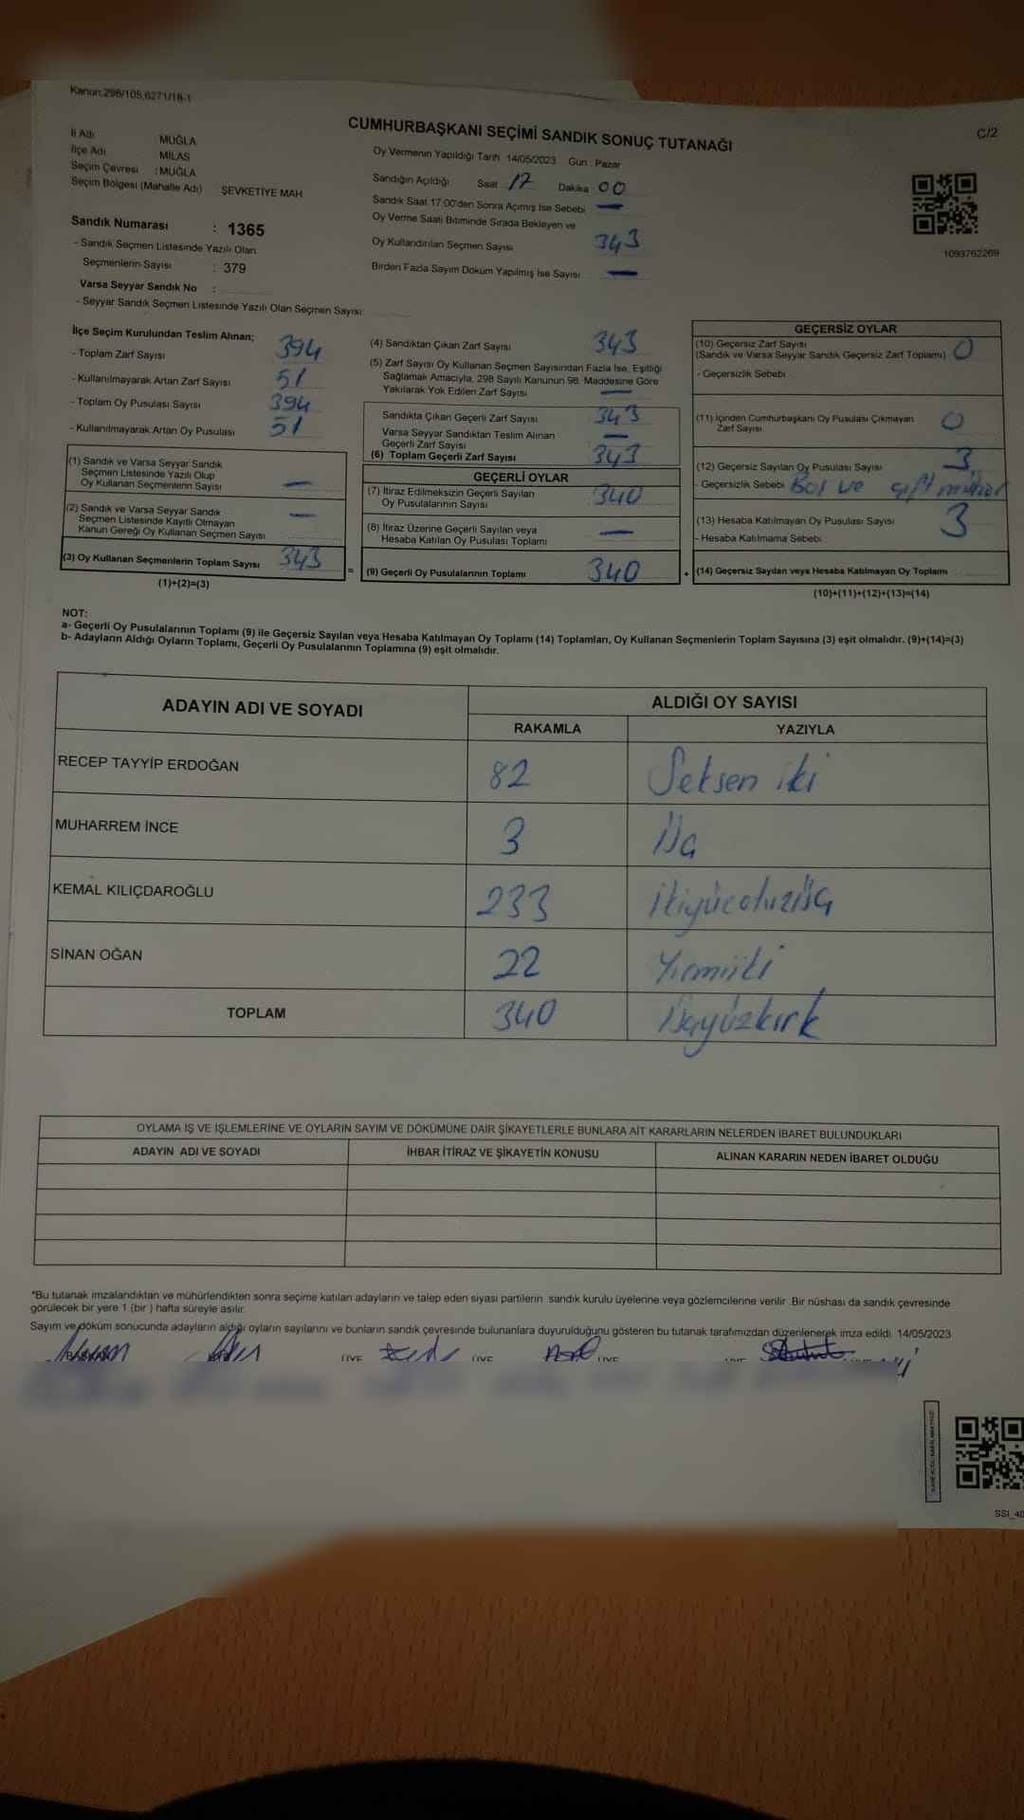 Kanun:298/105,6271/18-1
CUMHURBAŞKANI SEÇİMİ SANDIK SONUÇ TUTANAĞI
C/2
İl Adı MUĞLA
İlçe Adı MİLAS
Seçim Çevresi : MUĞLA
Seçim Bölgesi (Mahalle Adı) ŞEVKETİYE MAH
Oy Vermenin Yapıldığı Tarih 14/05/2023 Gün : Pazar
Sandığın Açıldığı Saat 17 Dakika 00
Sandık Saat 17:00'den Sonra Açılmış İse Sebebi —
Oy Verme Saati Bitiminde Sırada Bekleyen ve
Oy Kullandırılan Seçmen Sayısı 343
Birden Fazla Sayım Döküm Yapılmış İse Sayısı —
1093762269
Sandık Numarası : 1365
- Sandık Seçmen Listesinde Yazılı Olan
Seçmenlerin Sayısı : 379
Varsa Seyyar Sandık No :
- Seyyar Sandık Seçmen Listesinde Yazılı Olan Seçmen Sayısı:
İlçe Seçim Kurulundan Teslim Alınan;
- Toplam Zarf Sayısı 394
- Kullanılmayarak Artan Zarf Sayısı 51
- Toplam Oy Pusulası Sayısı 394
- Kullanılmayarak Artan Oy Pusulası 51
(1) Sandık ve Varsa Seyyar Sandık
Seçmen Listesinde Yazılı Olup
Oy Kullanan Seçmenlerin Sayısı —
(2) Sandık ve Varsa Seyyar Sandık
Seçmen Listesinde Kayıtlı Olmayan
Kanun Gereği Oy Kullanan Seçmen Sayısı —
(3) Oy Kullanan Seçmenlerin Toplam Sayısı 343
(1)+(2)=(3)
(4) Sandıktan Çıkan Zarf Sayısı 343
(5) Zarf Sayısı Oy Kullanan Seçmen Sayısından Fazla İse, Eşitliği
Sağlamak Amacıyla, 298 Sayılı Kanunun 98. Maddesine Göre
Yakılarak Yok Edilen Zarf Sayısı —
Sandıkta Çıkan Geçerli Zarf Sayısı 343
Varsa Seyyar Sandıktan Teslim Alınan
Geçerli Zarf Sayısı —
(6) Toplam Geçerli Zarf Sayısı 343
GEÇERLİ OYLAR
(7) İtiraz Edilmeksizin Geçerli Sayılan
Oy Pusulalarının Sayısı 340
(8) İtiraz Üzerine Geçerli Sayılan veya
Hesaba Katılan Oy Pusulası Toplamı —
= (9) Geçerli Oy Pusulalarının Toplamı 340
GEÇERSİZ OYLAR
(10) Geçersiz Zarf Sayısı
(Sandık ve Varsa Seyyar Sandık Geçersiz Zarf Toplamı) 0
- Geçersizlik Sebebi
(11) İçinden Cumhurbaşkanı Oy Pusulası Çıkmayan
Zarf Sayısı 0
(12) Geçersiz Sayılan Oy Pusulası Sayısı 3
- Geçersizlik Sebebi Boş ve çift mühür
(13) Hesaba Katılmayan Oy Pusulası Sayısı 3
- Hesaba Katılmama Sebebi
+ (14) Geçersiz Sayılan veya Hesaba Katılmayan Oy Toplamı
(10)+(11)+(12)+(13)=(14)
NOT:
a- Geçerli Oy Pusulalarının Toplamı (9) ile Geçersiz Sayılan veya Hesaba Katılmayan Oy Toplamı (14) Toplamları, Oy Kullanan Seçmenlerin Toplam Sayısına (3) eşit olmalıdır. (9)+(14)=(3)
b- Adayların Aldığı Oyların Toplamı, Geçerli Oy Pusulalarının Toplamına (9) eşit olmalıdır.
ADAYIN ADI VE SOYADI
ALDIĞI OY SAYISI
RAKAMLA YAZIYLA
RECEP TAYYİP ERDOĞAN 82 Seksen iki
MUHARREM İNCE 3 Üç
KEMAL KILIÇDAROĞLU 233 ikiyüzotuzüç
SİNAN OĞAN 22 Yirmiiki
TOPLAM 340 Üçyüzkırk
OYLAMA İŞ VE İŞLEMLERİNE VE OYLARIN SAYIM VE DÖKÜMÜNE DAİR ŞİKAYETLERLE BUNLARA AİT KARARLARIN NELERDEN İBARET BULUNDUKLARI
ADAYIN ADI VE SOYADI İHBAR İTİRAZ VE ŞİKAYETİN KONUSU ALINAN KARARIN NEDEN İBARET OLDUĞU
*Bu tutanak imzalandıktan ve mühürlendikten sonra seçime katılan adayların ve talep eden siyasi partilerin sandık kurulu üyelerine veya gözlemcilerine verilir. Bir nüshası da sandık çevresinde
görülecek bir yere 1 (bir ) hafta süreyle asılır.
Sayım ve döküm sonucunda adayların aldığı oyların sayılarını ve bunların sandık çevresinde bulunanlara duyurulduğunu gösteren bu tutanak tarafımızdan düzenlenerek imza edildi. 14/05/2023
SSI_40